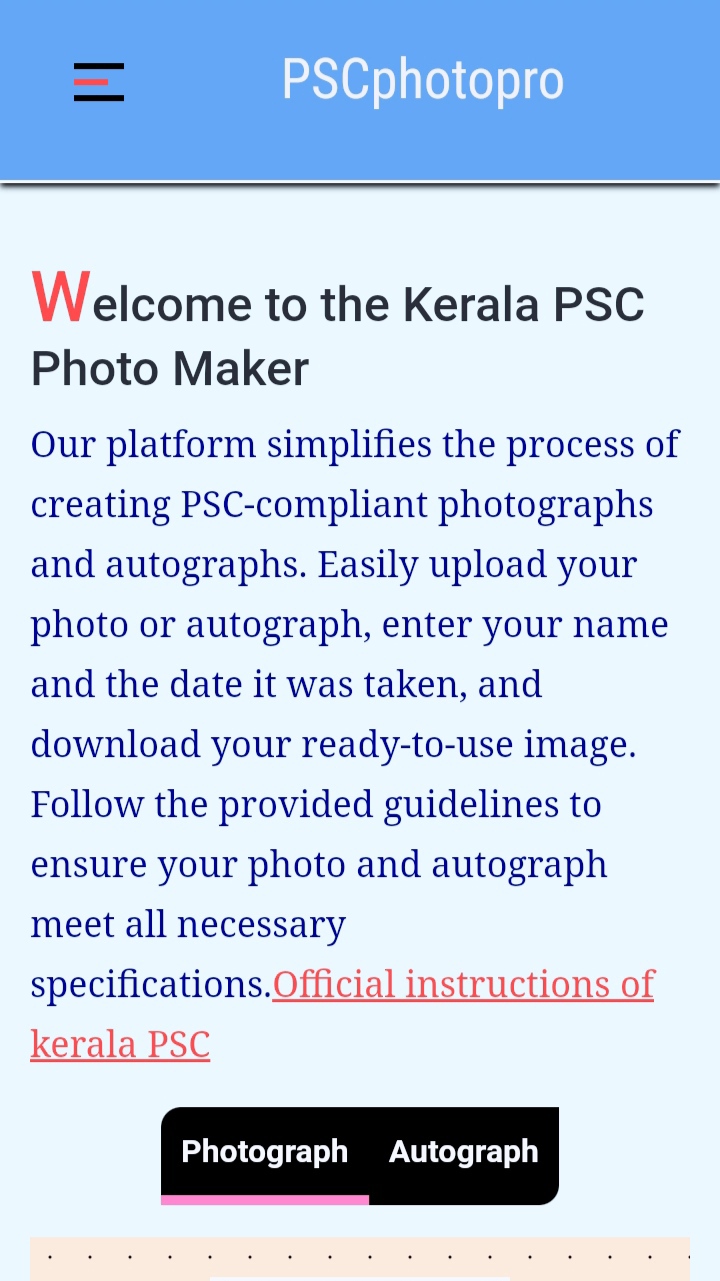 PSCphotopro
Welcome to the Kerala PSC
Photo Maker
Our platform simplifies the process of
creating PSC-compliant photographs
and autographs. Easily upload your
photo or autograph, enter your name
and the date it was taken, and
download your ready-to-use image.
Follow the provided guidelines to
ensure your photo and autograph
meet all necessary
specifications.Official instructions of
kerala PSC
Photograph Autograph